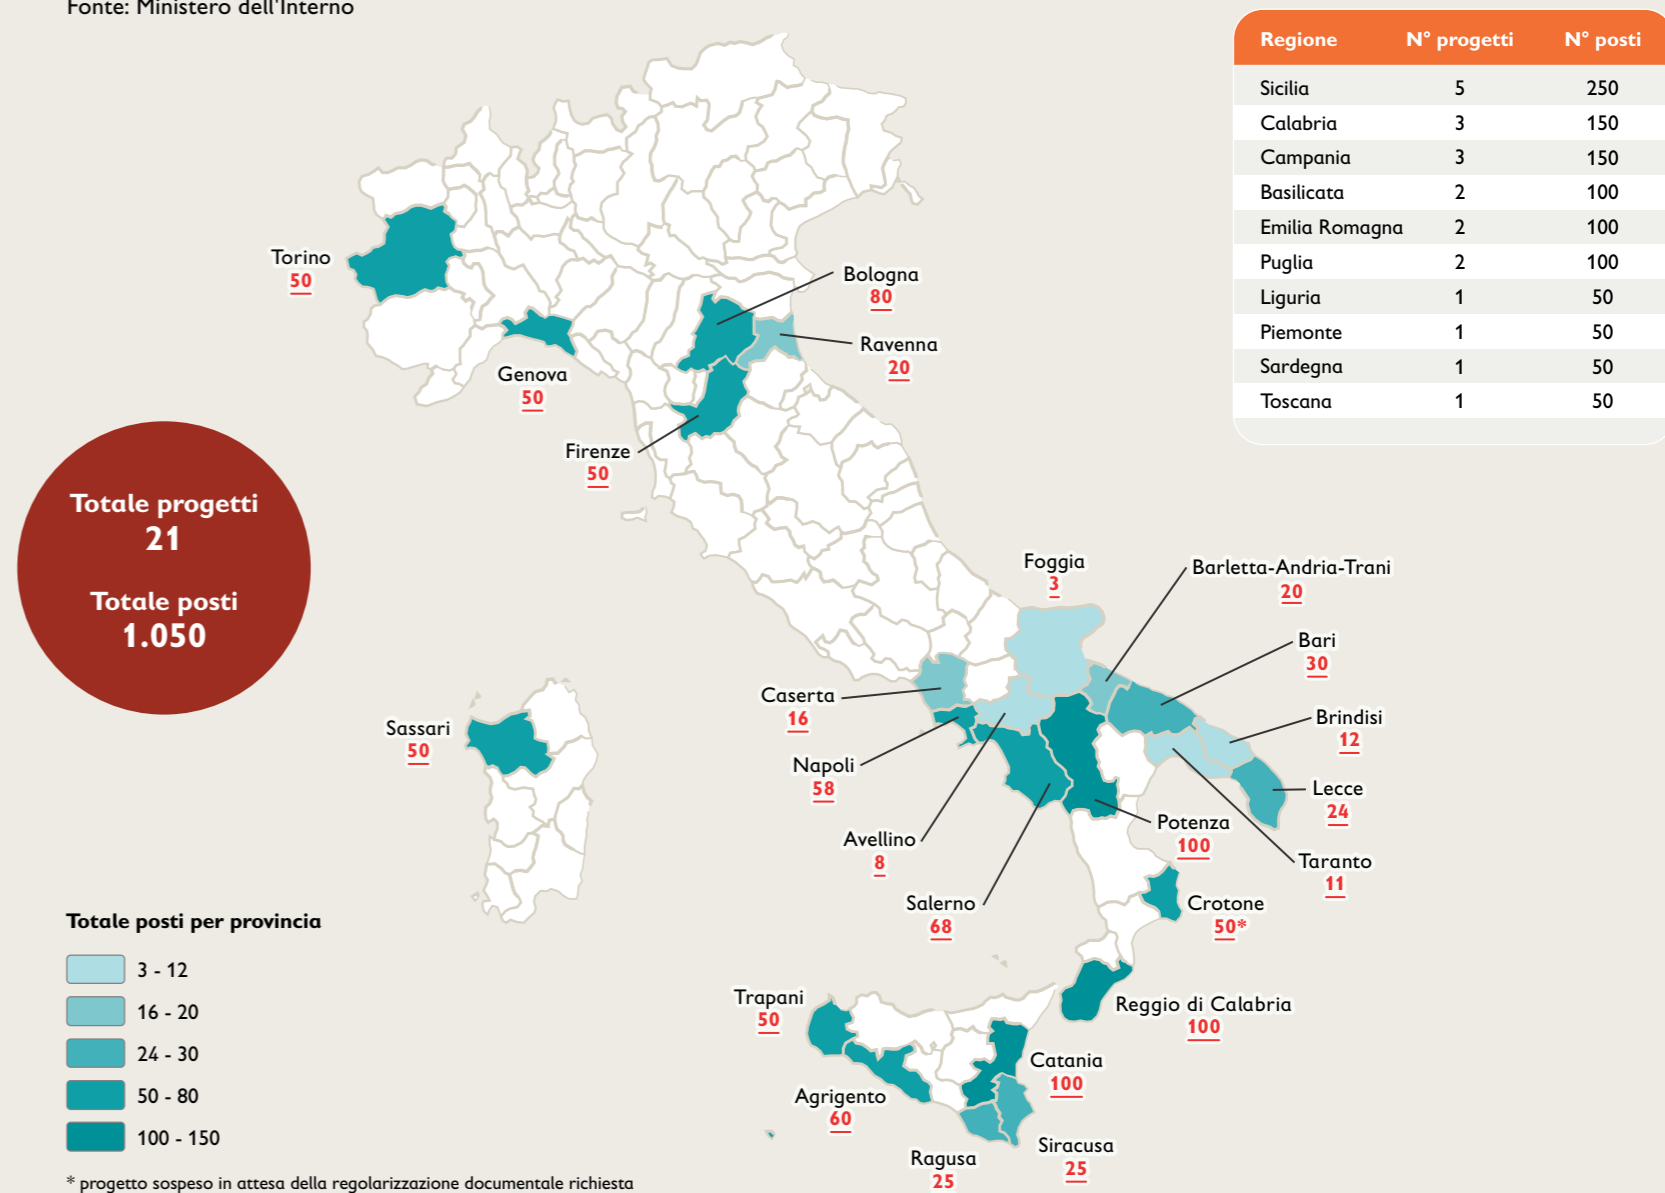 Fonte: Ministero dell'Interno
Regione N° progetti N° posti
Sicilia 5 250
Calabria 3 150
Campania 3 150
Basilicata 2 100
Emilia Romagna 2 100
Puglia 2 100
Liguria 1 50
Piemonte 1 50
Sardegna 1 50
Toscana 1 50
Torino
50
Bologna
80
Ravenna
20
Genova
50
Firenze
50
Totale progetti
21
Totale posti
1.050
Foggia
3
Barletta-Andria-Trani
20
Bari
30
Caserta
16
Brindisi
12
Sassari
50
Napoli
58
Lecce
24
Avellino
8
Potenza
100
Taranto
11
Salerno
68
Crotone
50*
Trapani
50
Reggio di Calabria
100
Catania
100
Agrigento
60
Siracusa
25
Ragusa
25
Totale posti per provincia
3 - 12
16 - 20
24 - 30
50 - 80
100 - 150
* progetto sospeso in attesa della regolarizzazione documentale richiesta